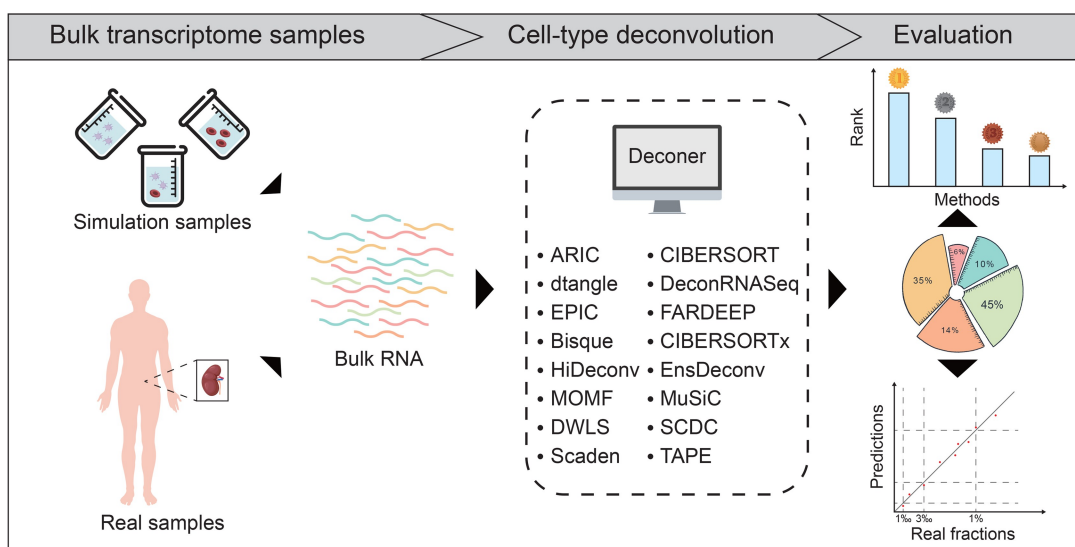 Bulk transcriptome samples
Cell-type deconvolution
Evaluation
Simulation samples
Real samples
Bulk RNA
Deconer
• ARIC
• dtangle
• EPIC
• Bisque
• HiDeconv
• MOMF
• DWLS
• Scaden
• CIBERSORT
• DeconRNASeq
• FARDEEP
• CIBERSORTx
• EnsDeconv
• MuSiC
• SCDC
• TAPE
Rank
1
2
3
Methods
35%
10%
45%
14%
Predictions
1‰ 3‰ 1%
Real fractions